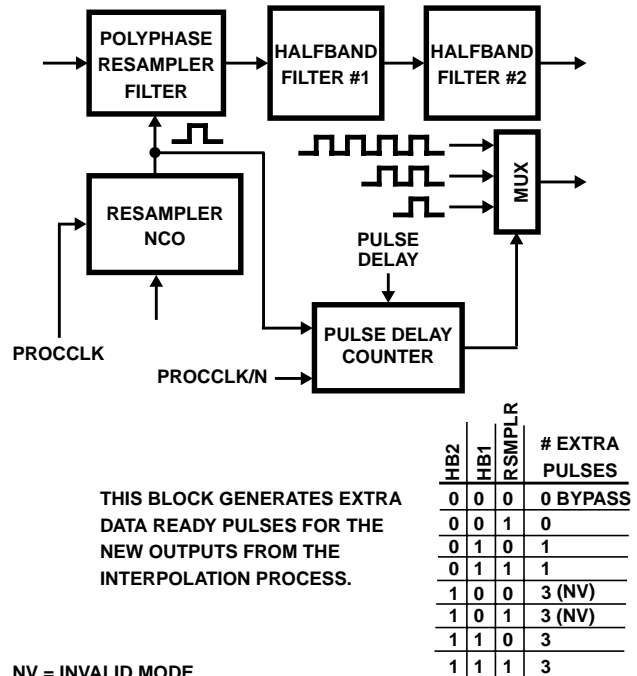 POLYPHASE
RESAMPLER
FILTER
HALFBAND
FILTER #1
HALFBAND
FILTER #2
MUX
RESAMPLER
NCO
PULSE
DELAY
PROCCLK
PULSE DELAY
COUNTER
PROCCLK/N
THIS BLOCK GENERATES EXTRA
DATA READY PULSES FOR THE
NEW OUTPUTS FROM THE
INTERPOLATION PROCESS.
HB2 HB1 RSMPLR # EXTRA PULSES
0 0 0 0 BYPASS
0 0 1 0
0 1 0 1
0 1 1 1
1 0 0 3 (NV)
1 0 1 3 (NV)
1 1 0 3
1 1 1 3
NV = INVALID MODE